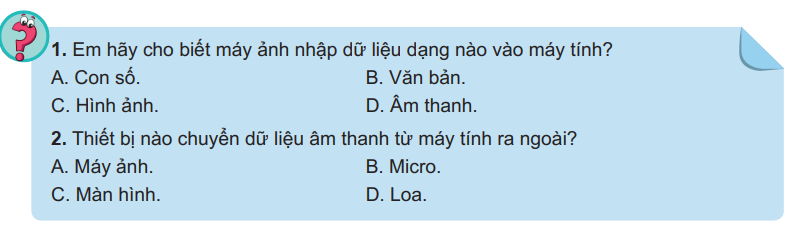 1. Em hãy cho biết máy ảnh nhập dữ liệu dạng nào vào máy tính?
A. Con số. B. Văn bản.
C. Hình ảnh. D. Âm thanh.
2. Thiết bị nào chuyển dữ liệu âm thanh từ máy tính ra ngoài?
A. Máy ảnh. B. Micro.
C. Màn hình. D. Loa.